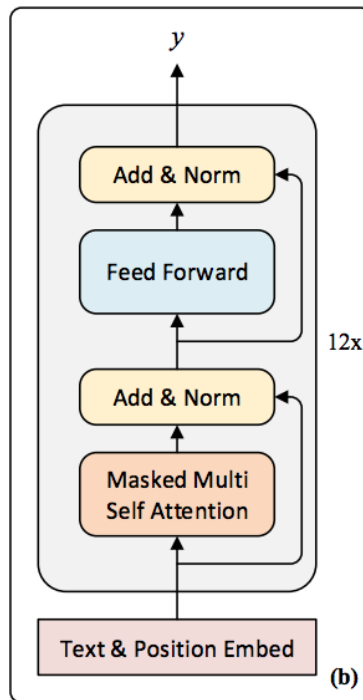 y
Add & Norm
Feed Forward
12x
Add & Norm
Masked Multi
Self Attention
Text & Position Embed
(b)